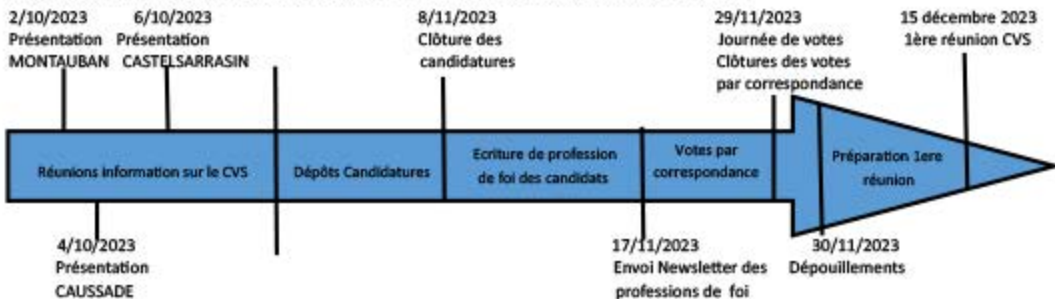 2/10/2023
Présentation
MONTAUBAN
6/10/2023
Présentation
CASTELSARRASIN
8/11/2023
Clôture des
candidatures
29/11/2023
Journée de votes
Clôtures des votes
par correspondance
15 décembre 2023
1ère réunion CVS
Réunions information sur le CVS
Dépôts Candidatures
Ecriture de profession
de foi des candidats
Votes par
correspondance
Préparation 1ere
réunion
4/10/2023
Présentation
CAUSSADE
17/11/2023
Envoi Newsletter des
professions de foi
30/11/2023
Dépouillements